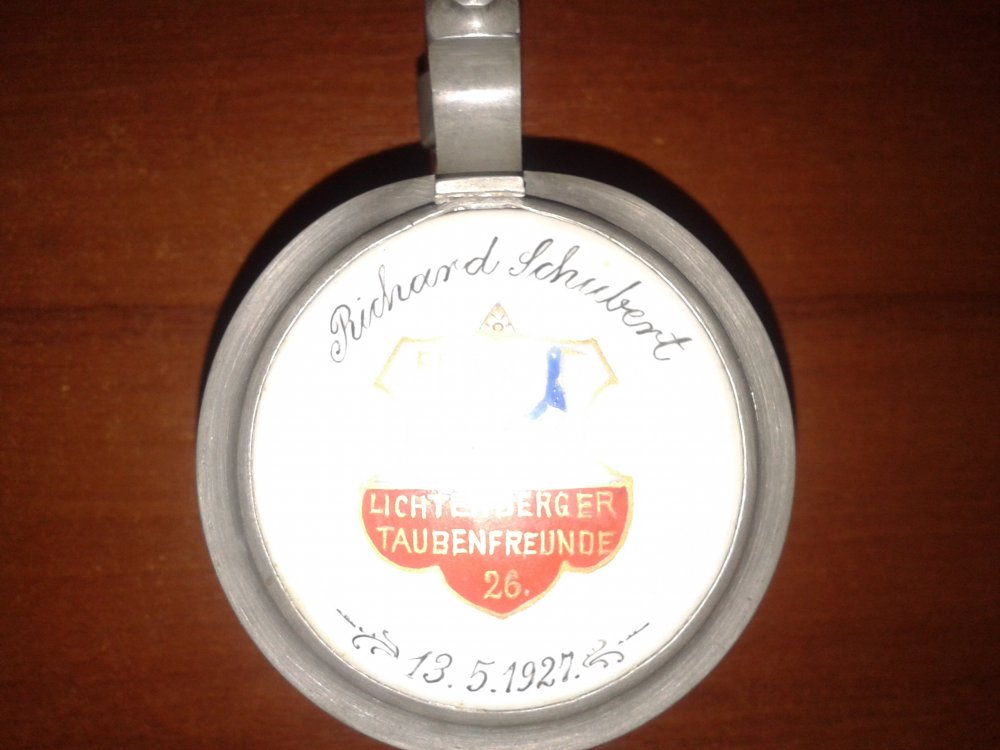 Richard Schubert
LICHTENBERGER
TAUBENFREUNDE
26.
13.5.1927.